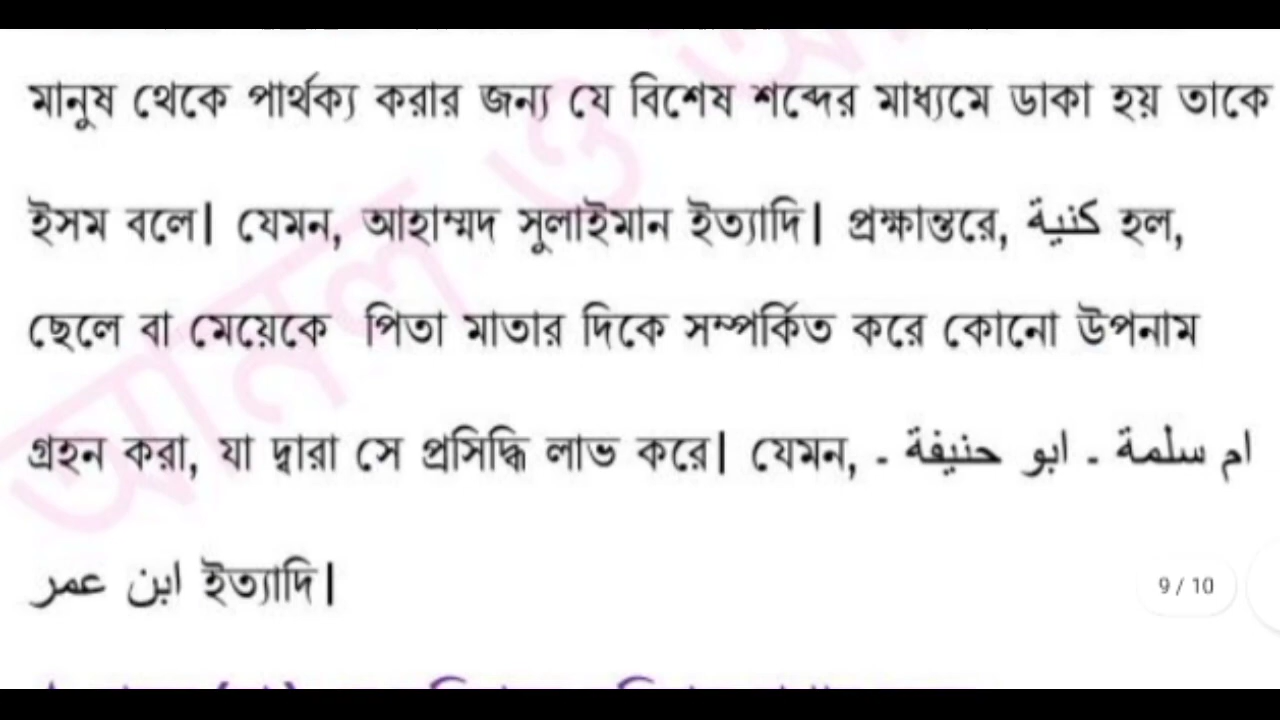 মানুষ থেকে পার্থক্য করার জন্য যে বিশেষ শব্দের মাধ্যমে ডাকা হয় তাকে
ইসম বলে| যেমন, আহাম্মদ সুলাইমান ইত্যাদি| প্রক্ষান্তরে, كنية হল,
ছেলে বা মেয়েকে পিতা মাতার দিকে সম্পর্কিত করে কোনো উপনাম
গ্রহন করা, যা দ্বারা সে প্রসিদ্ধি লাভ করে| যেমন, ام سلمة - ابو حنيفة -
ابن عمر ইত্যাদি|
9 / 10